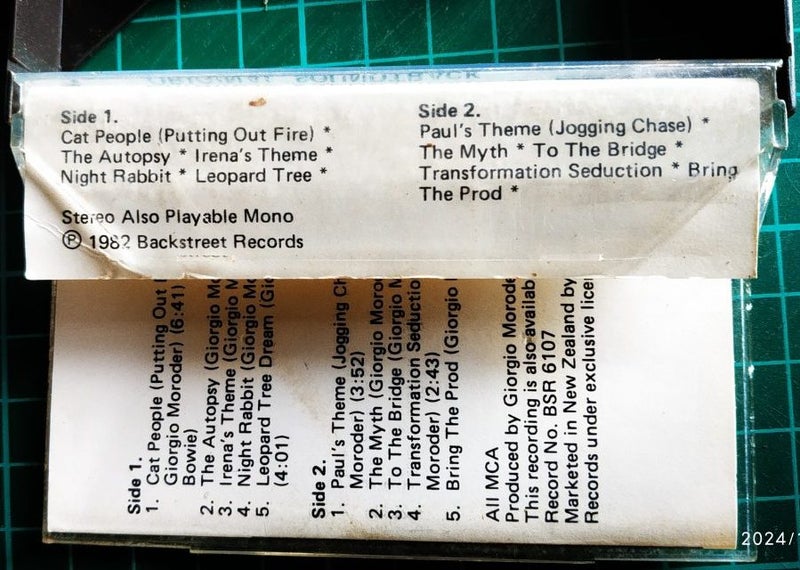 ORIGINAL SOUNDTRACK
Side 1.
Cat People (Putting Out Fire) *
The Autopsy * Irena's Theme *
Night Rabbit * Leopard Tree *
Stereo Also Playable Mono
Ⓟ 1982 Backstreet Records
Side 2.
Paul's Theme (Jogging Chase) *
The Myth * To The Bridge *
Transformation Seduction * Bring
The Prod *
Side 1.
1. Cat People (Putting Out
Giorgio Moroder) (6:41)
Bowie)
2. The Autopsy (Giorgio
3. Irena's Theme (Giorgio
4. Night Rabbit (Giorgio
5. Leopard Tree Dream
(4:01)
Side 2.
1. Paul's Theme (Jogging
Moroder) (3:52)
2. The Myth (Giorgio
3. To The Bridge (Giorgio
4. Transformation
Moroder) (2:43)
5. Bring The Prod (Giorgio
All MCA
Produced by Giorgio
This recording is also
Record No. BSR 6107
Marketed in New Zealand by
Records under exclusive
2024/